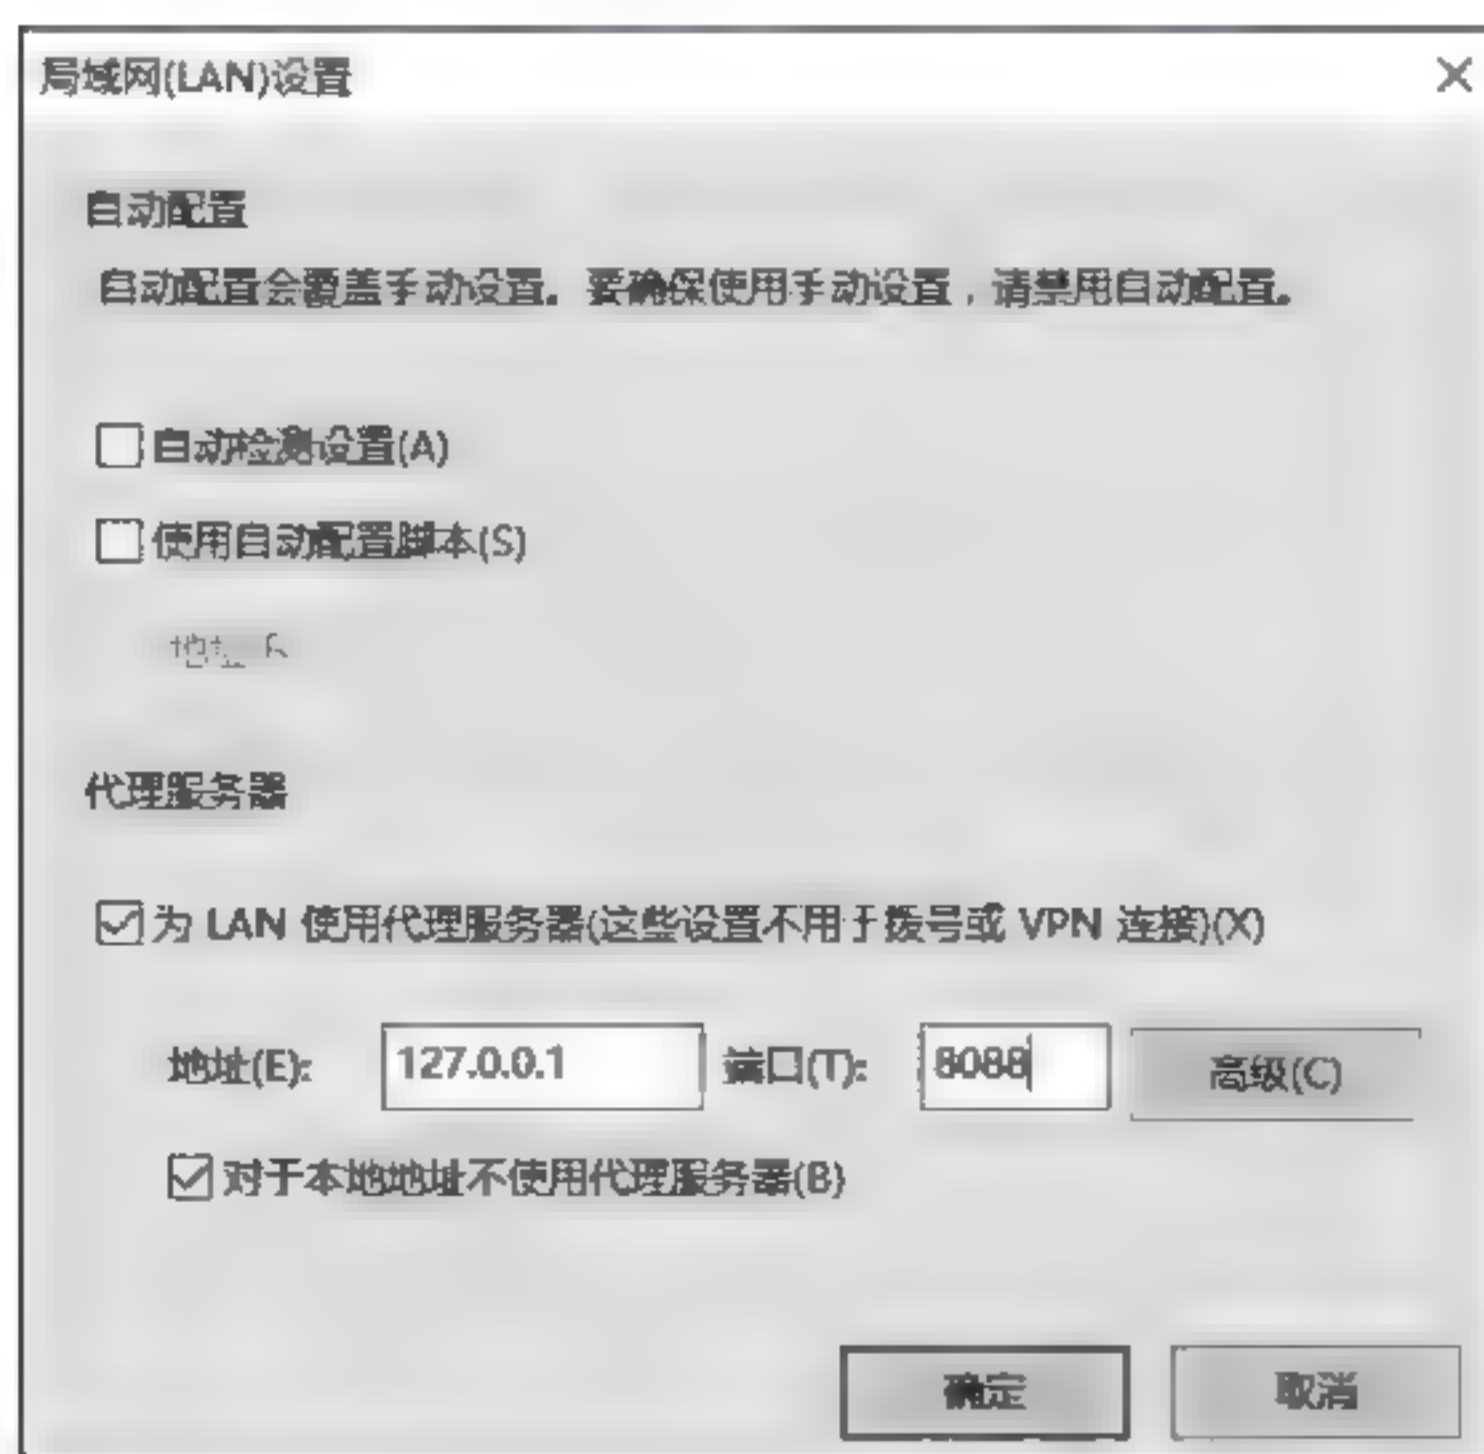 局域网(LAN)设置
自动配置
自动配置会覆盖手动设置。要确保使用手动设置，请禁用自动配置。
自动检测设置(A)
使用自动配置脚本(S)
地址
代理服务器
为 LAN 使用代理服务器(这些设置不用于拨号或 VPN 连接)(X)
地址(E): 127.0.0.1 端口(T): 8088 高级(C)
对于本地地址不使用代理服务器(B)
确定 取消